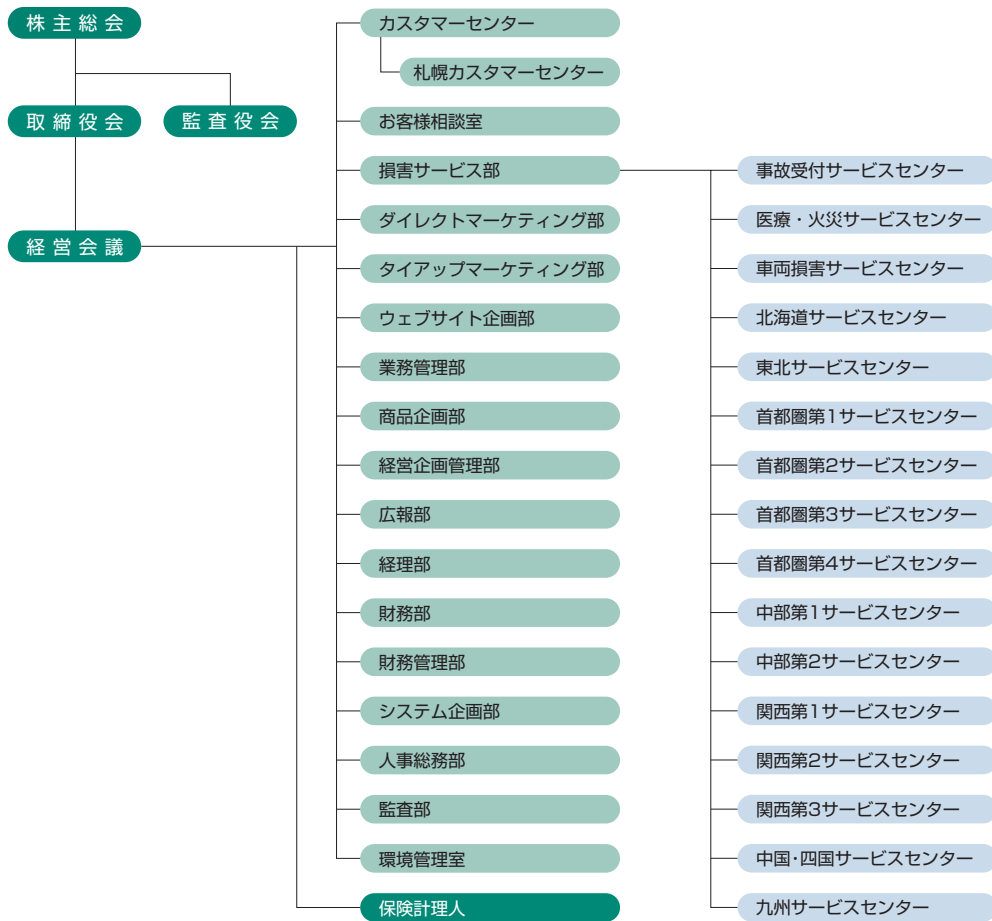 株主総会
取締役会
監査役会
経営会議
カスタマーセンター
札幌カスタマーセンター
お客様相談室
損害サービス部
ダイレクトマーケティング部
タイアップマーケティング部
ウェブサイト企画部
業務管理部
商品企画部
経営企画管理部
広報部
経理部
財務部
財務管理部
システム企画部
人事総務部
監査部
環境管理室
保険計理人
事故受付サービスセンター
医療・火災サービスセンター
車両損害サービスセンター
北海道サービスセンター
東北サービスセンター
首都圏第1サービスセンター
首都圏第2サービスセンター
首都圏第3サービスセンター
首都圏第4サービスセンター
中部第1サービスセンター
中部第2サービスセンター
関西第1サービスセンター
関西第2サービスセンター
関西第3サービスセンター
中国･四国サービスセンター
九州サービスセンター